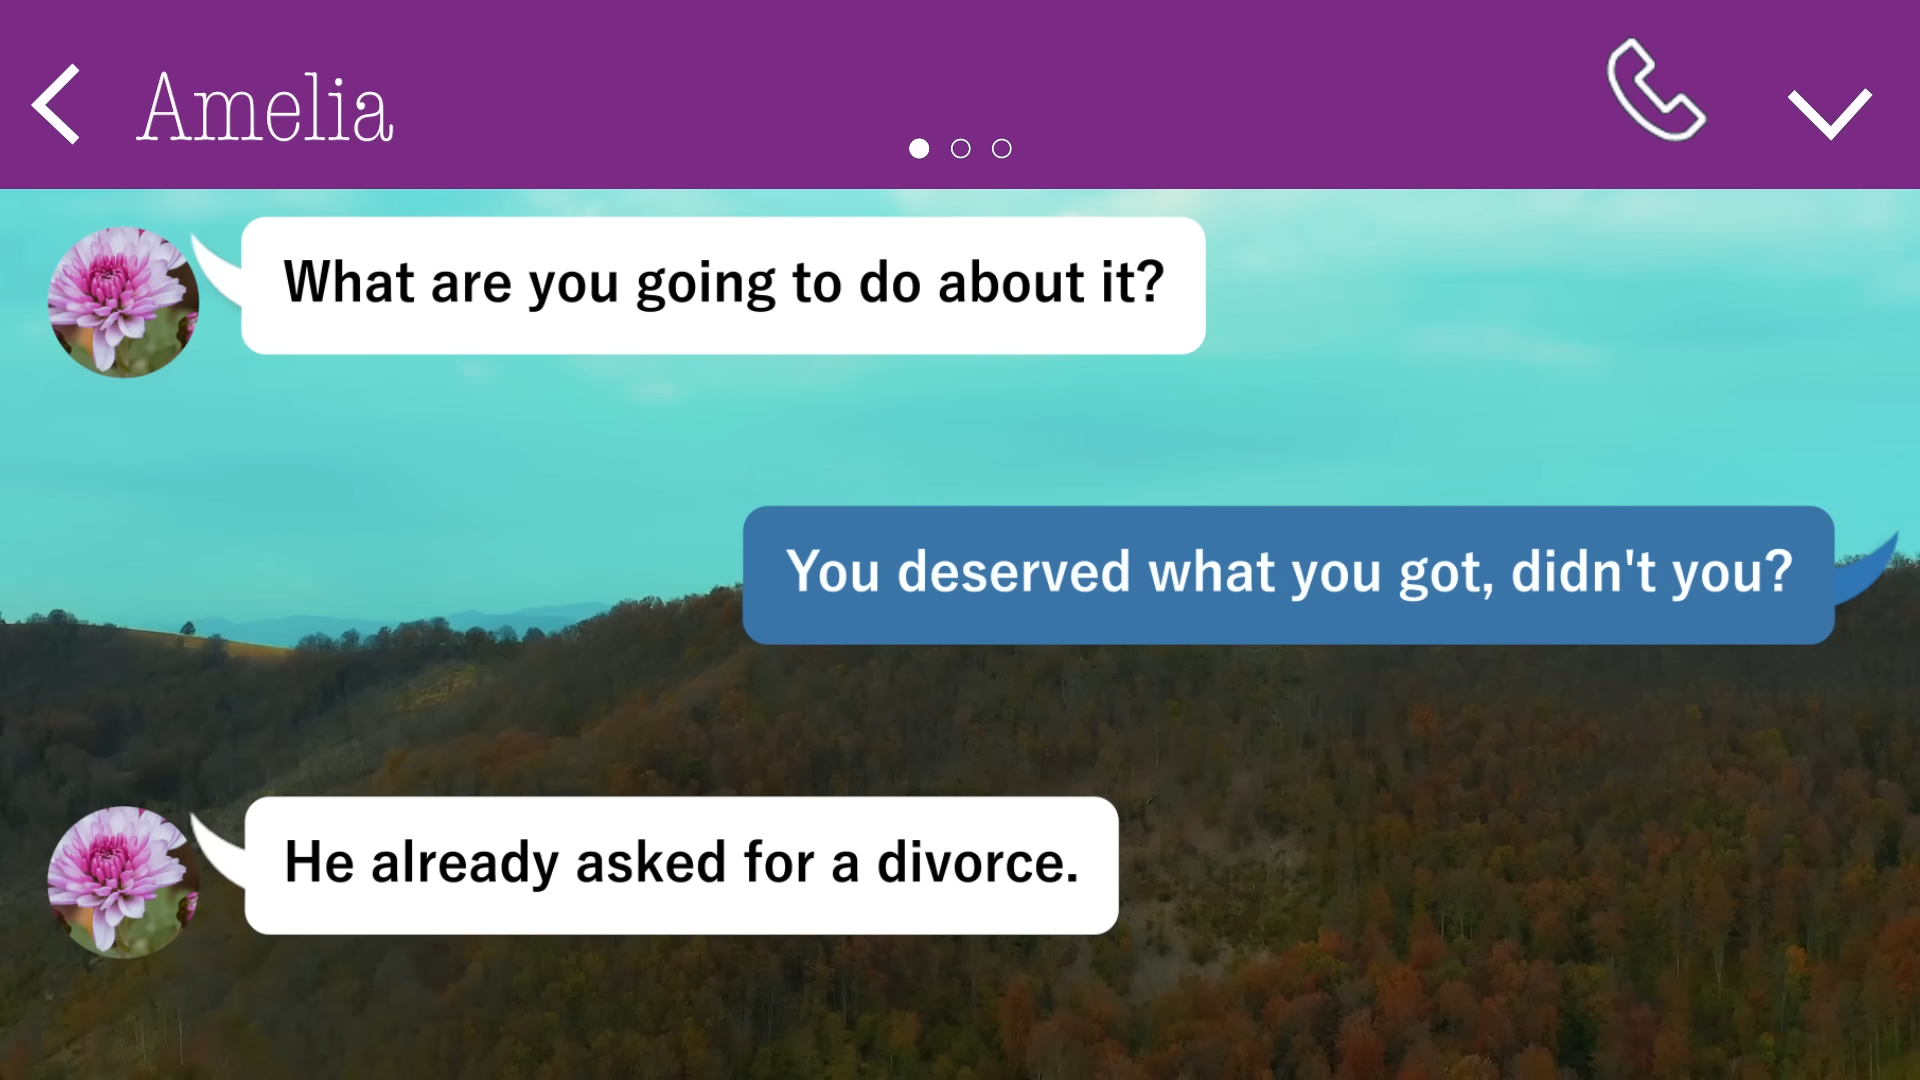 Amelia
What are you going to do about it?
You deserved what you got, didn't you?
He already asked for a divorce.